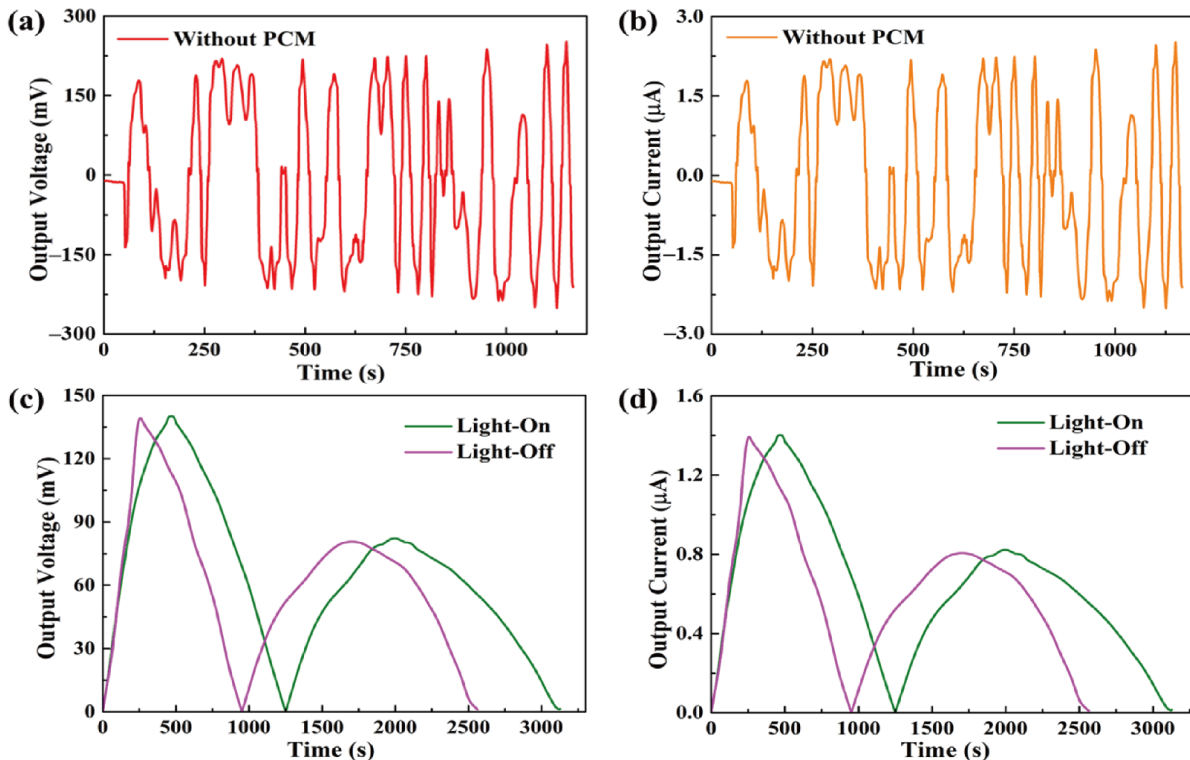 (a)
300
150
0
–150
–300
Output Voltage (mV)
Without PCM
0 250 500 750 1000
Time (s)
(b)
3.0
1.5
0.0
–1.5
–3.0
Output Current (μA)
Without PCM
0 250 500 750 1000
Time (s)
(c)
150
120
90
60
30
0
Output Voltage (mV)
Light-On
Light-Off
0 500 1000 1500 2000 2500 3000
Time (s)
(d)
1.6
1.2
0.8
0.4
0.0
Output Current (μA)
Light-On
Light-Off
0 500 1000 1500 2000 2500 3000
Time (s)